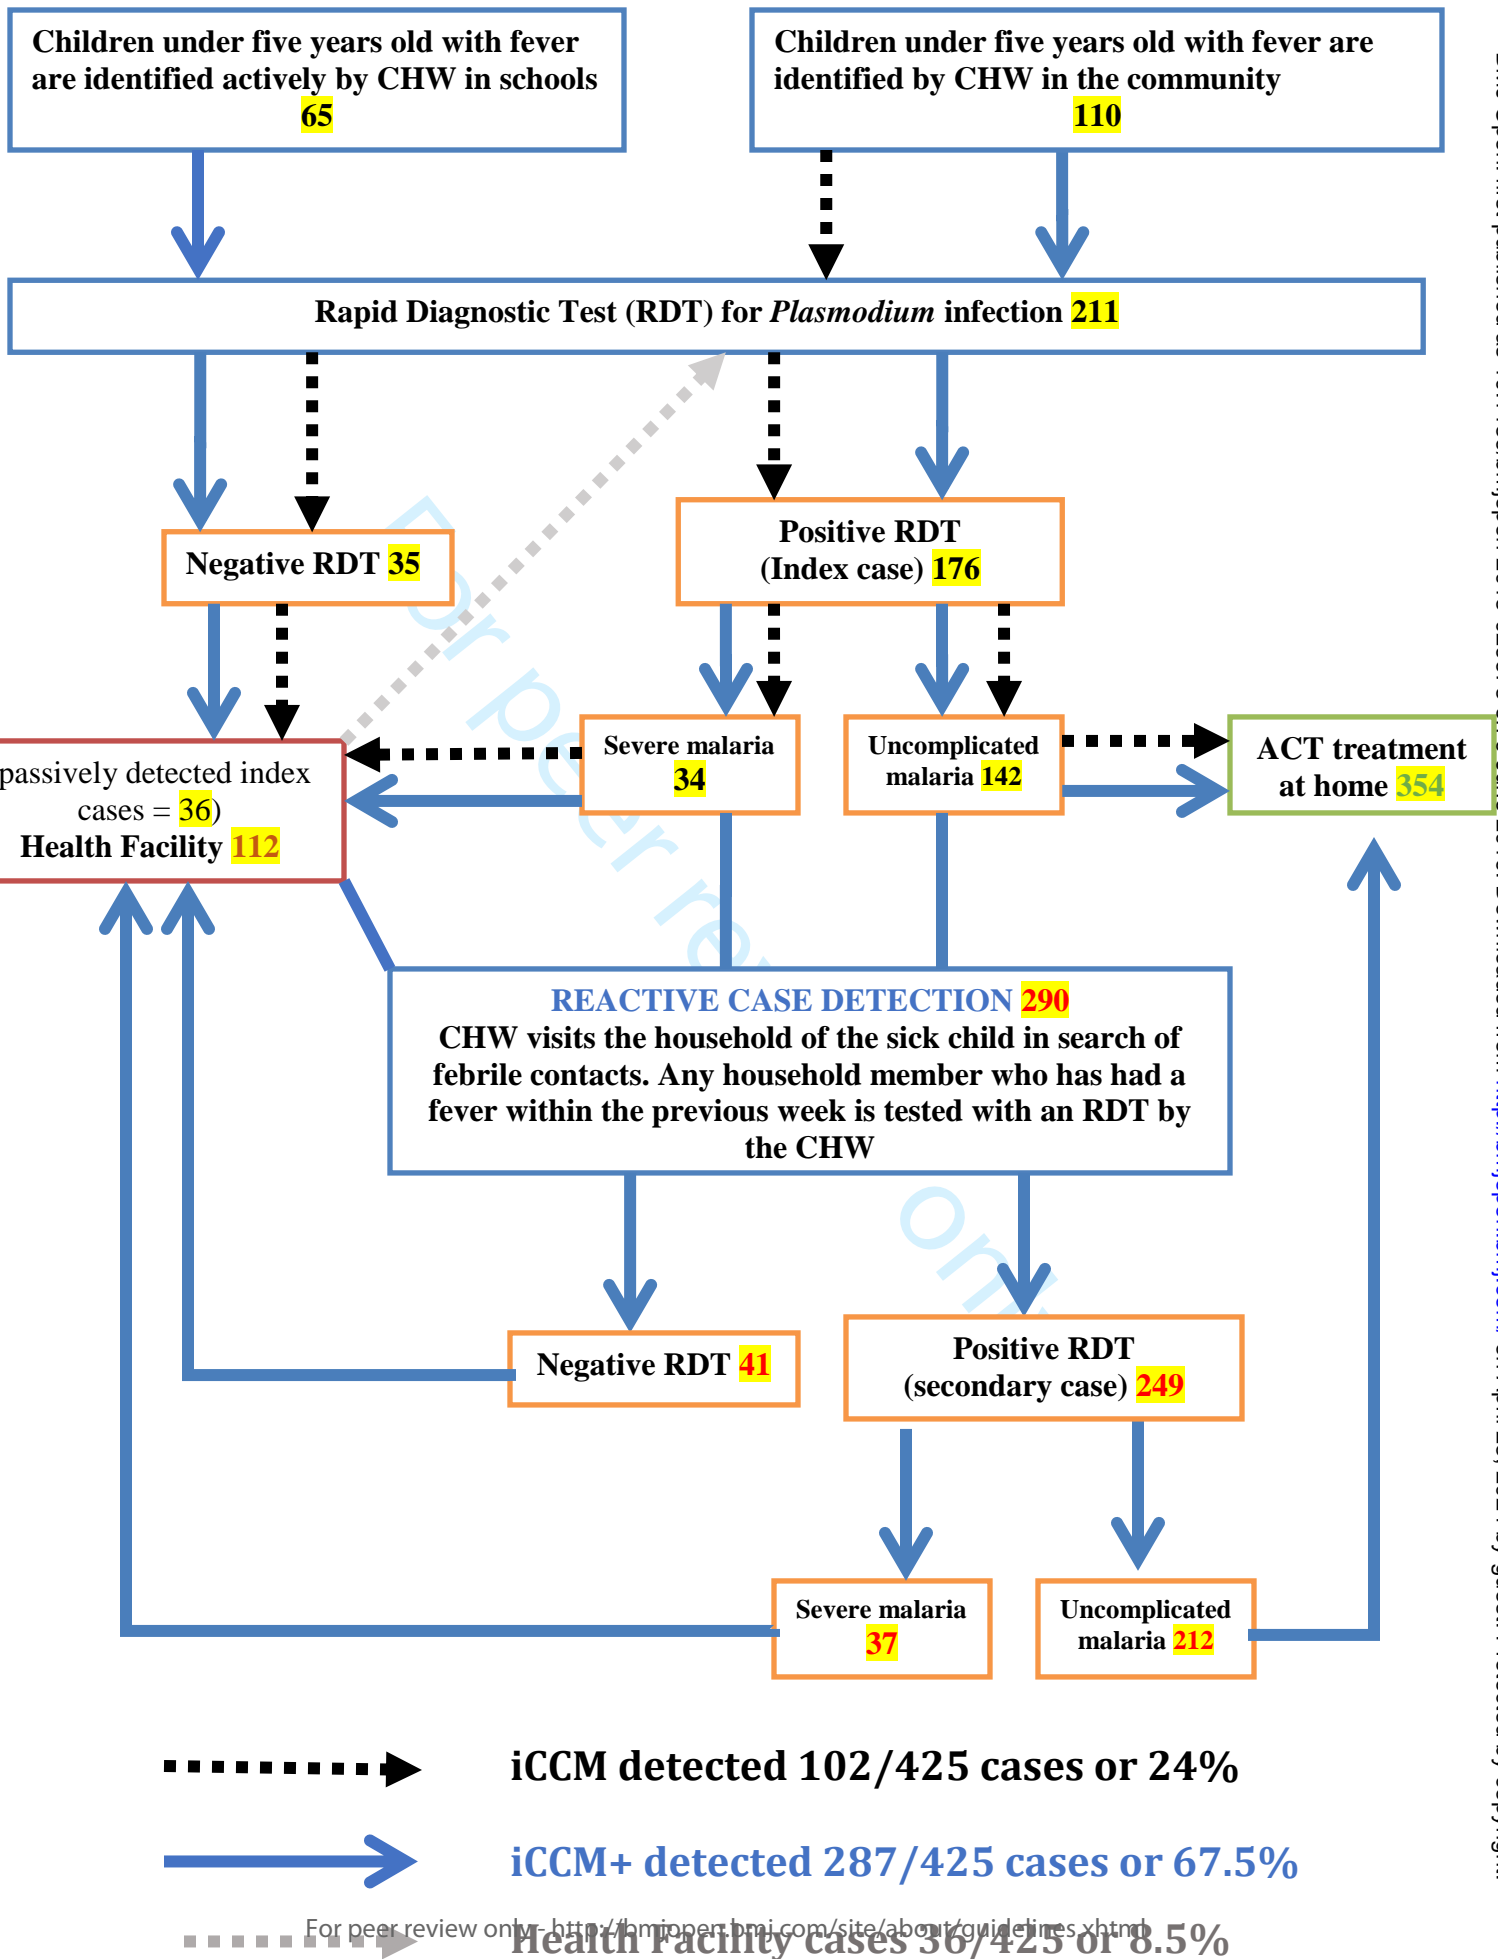 Children under five years old with fever
are identified actively by CHW in schools
65
Children under five years old with fever are
identified by CHW in the community
110
Rapid Diagnostic Test (RDT) for Plasmodium infection 211
Negative RDT 35
Positive RDT
(Index case) 176
passively detected index
cases = 36)
Health Facility 112
Severe malaria
34
Uncomplicated
malaria 142
ACT treatment
at home 354
REACTIVE CASE DETECTION 290
CHW visits the household of the sick child in search of
febrile contacts. Any household member who has had a
fever within the previous week is tested with an RDT by
the CHW
Negative RDT 41
Positive RDT
(secondary case) 249
Severe malaria
37
Uncomplicated
malaria 212
iCCM detected 102/425 cases or 24%
iCCM+ detected 287/425 cases or 67.5%
Health Facility cases 36/425 or 8.5%
For peer review only - http://bmjopen.bmj.com/site/about/guidelines.xhtml